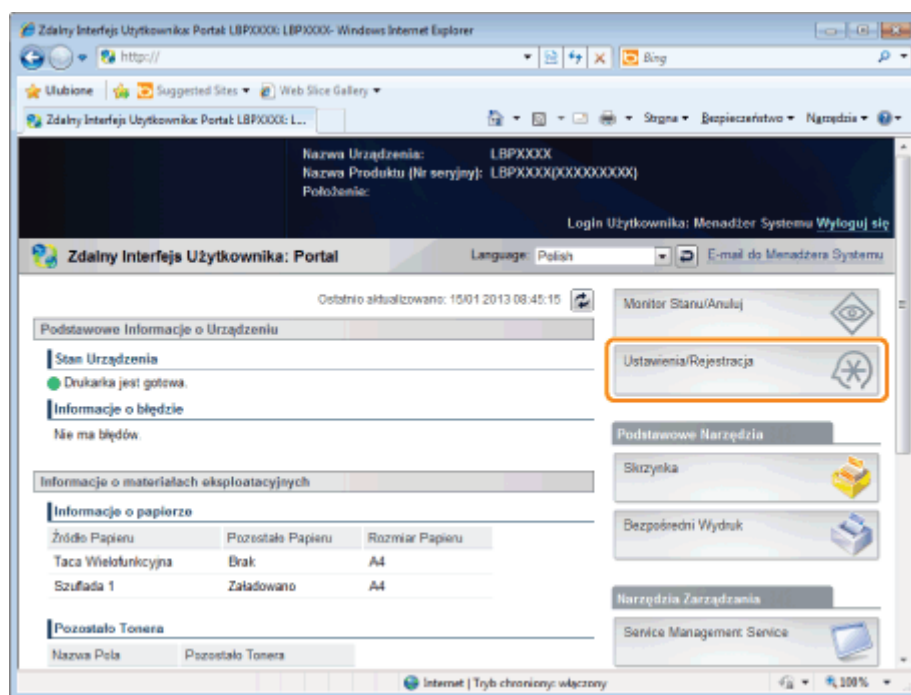 Zdalny Interfejs Użytkownika: Portal: LBPXXXX: LBPXXXX- Windows Internet Explorer
http://
Bing
Ulubione Suggested Sites Web Slice Gallery
Zdalny Interfejs Użytkownika: Portal: LBPXXXX: L... Strona Bezpieczeństwo Narzędzia
Nazwa Urządzenia: LBPXXXX
Nazwa Produktu (Nr seryjny): LBPXXXX(XXXXXXXXX)
Położenie:
Login Użytkownika: Menadżer Systemu Wyloguj się
Zdalny Interfejs Użytkownika: Portal Language: Polish E-mail do Menadżera Systemu
Ostatnio aktualizowano: 15/01 2013 08:45:15
Monitor Stanu/Anuluj
Podstawowe Informacje o Urządzeniu
Stan Urządzenia
Ustawienia/Rejestracja
Drukarka jest gotowa.
Informacje o błędzie
Nie ma błędów.
Podstawowe Narzędzia
Skrzynka
Informacje o materiałach eksploatacyjnych
Informacje o papierze
Bezpośredni Wydruk
Źródło Papieru Pozostało Papieru Rozmiar Papieru
Taca Wielofunkcyjna Brak A4
Szuflada 1 Załadowano A4
Narzędzia Zarządzania
Pozostało Tonera
Service Management Service
Nazwa Pola Pozostało Tonera
Internet | Tryb chroniony: włączony 100%